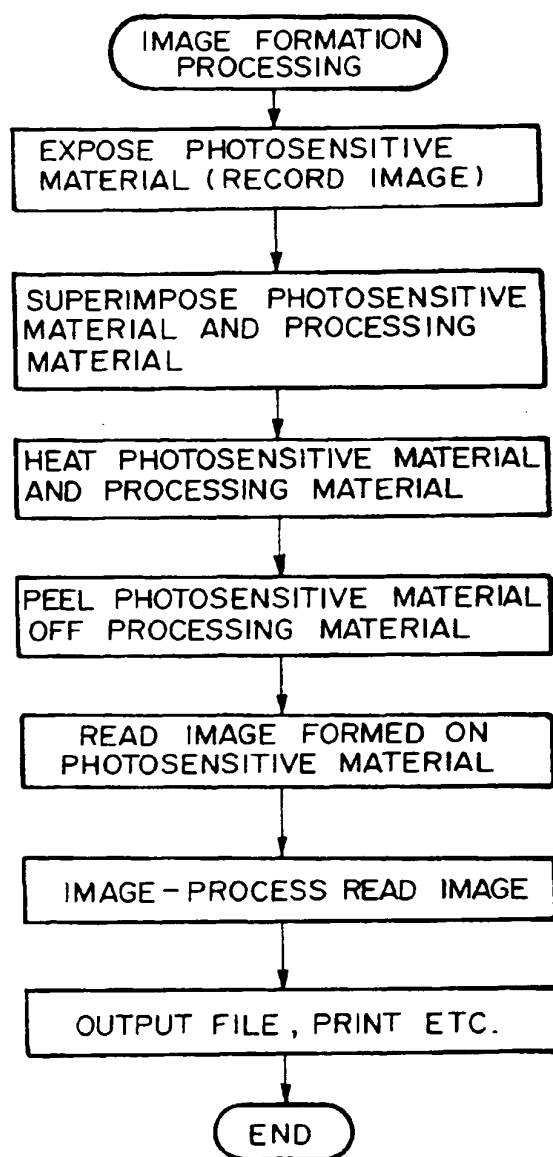 IMAGE FORMATION
PROCESSING
EXPOSE PHOTOSENSITIVE
MATERIAL (RECORD IMAGE)
SUPERIMPOSE PHOTOSENSITIVE
MATERIAL AND PROCESSING
MATERIAL
HEAT PHOTOSENSITIVE MATERIAL
AND PROCESSING MATERIAL
PEEL PHOTOSENSITIVE MATERIAL
OFF PROCESSING MATERIAL
READ IMAGE FORMED ON
PHOTOSENSITIVE MATERIAL
IMAGE-PROCESS READ IMAGE
OUTPUT FILE, PRINT ETC.
END